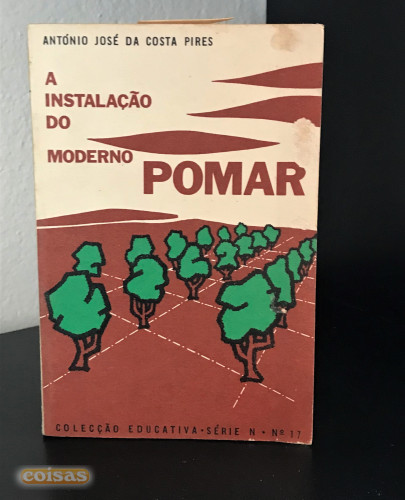 ANTÓNIO JOSÉ DA COSTA PIRES
A
INSTALAÇÃO
DO
MODERNO POMAR
COLECÇÃO EDUCATIVA • SÉRIE N • Nº 17
coisas